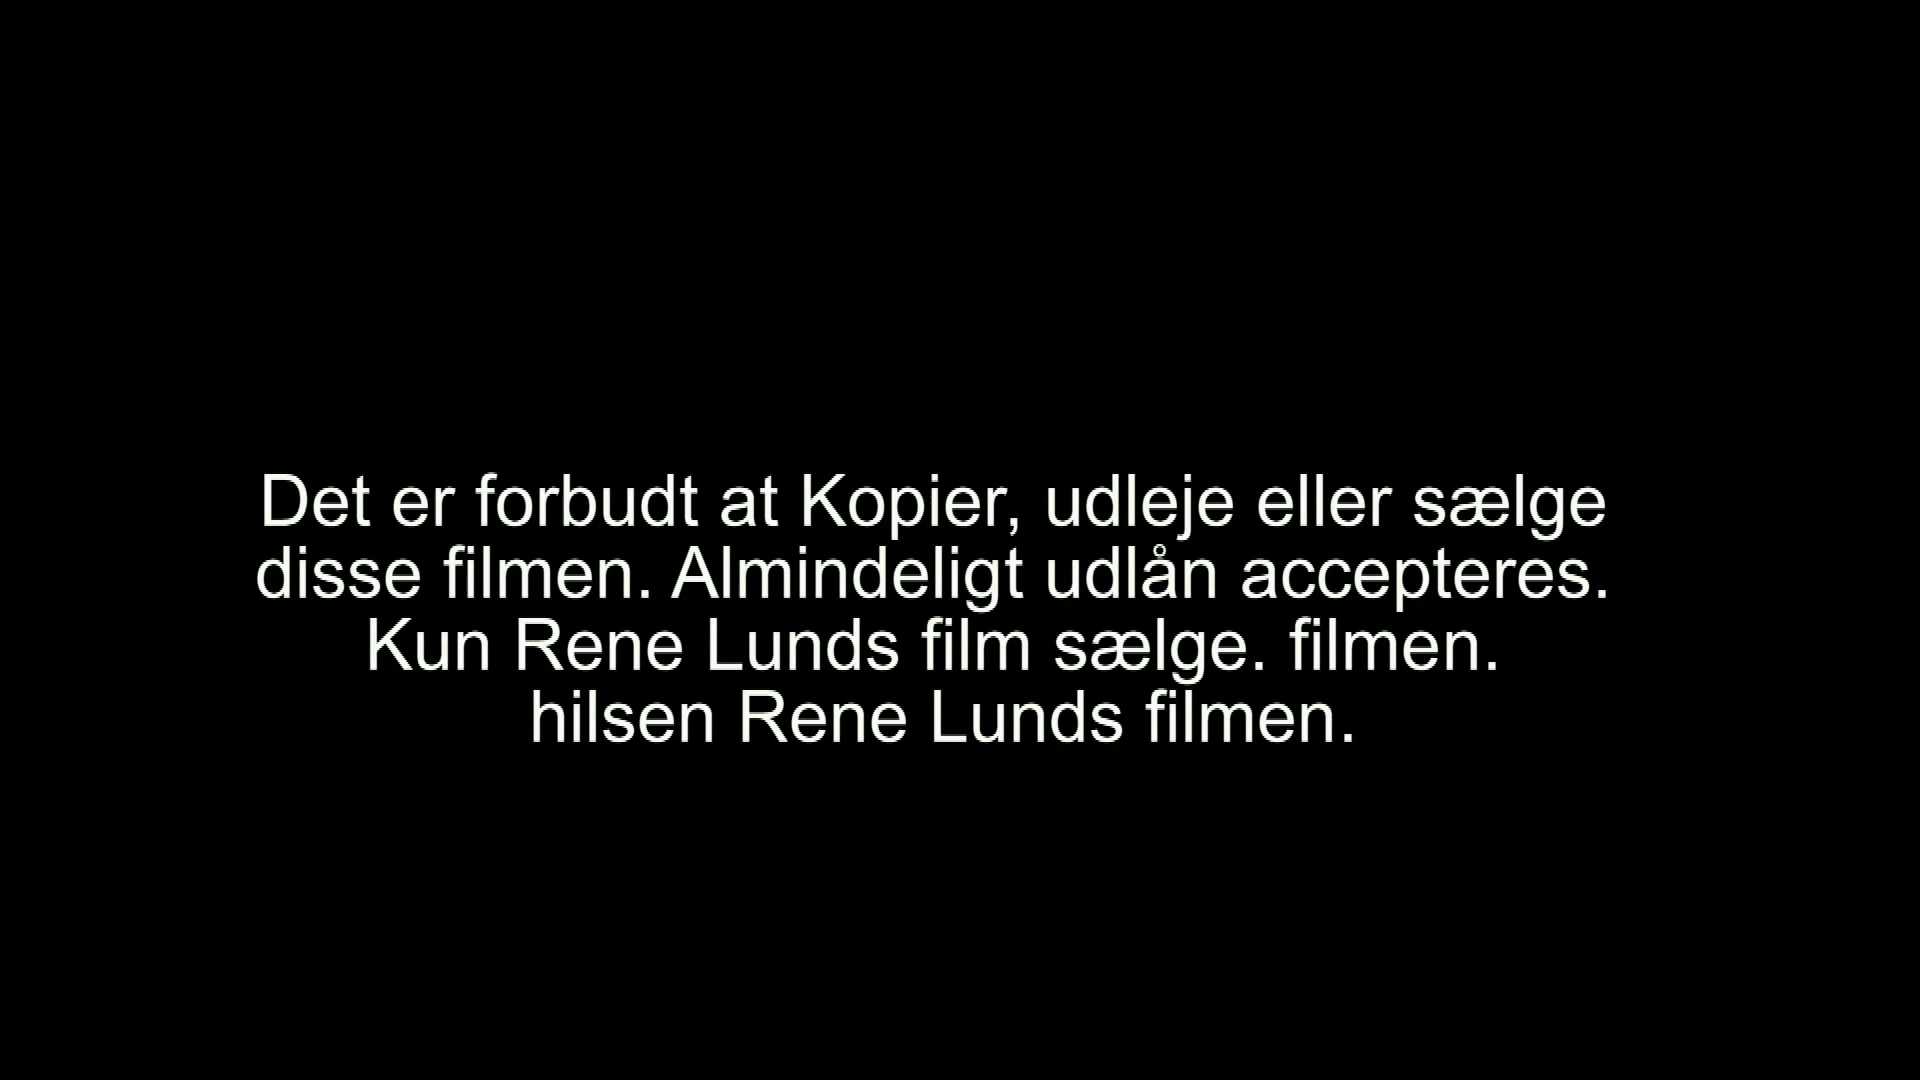 Det er forbudt at Kopier, udleje eller sælge
disse filmen. Almindeligt udlån accepteres.
Kun Rene Lunds film sælge. filmen.
hilsen Rene Lunds filmen.